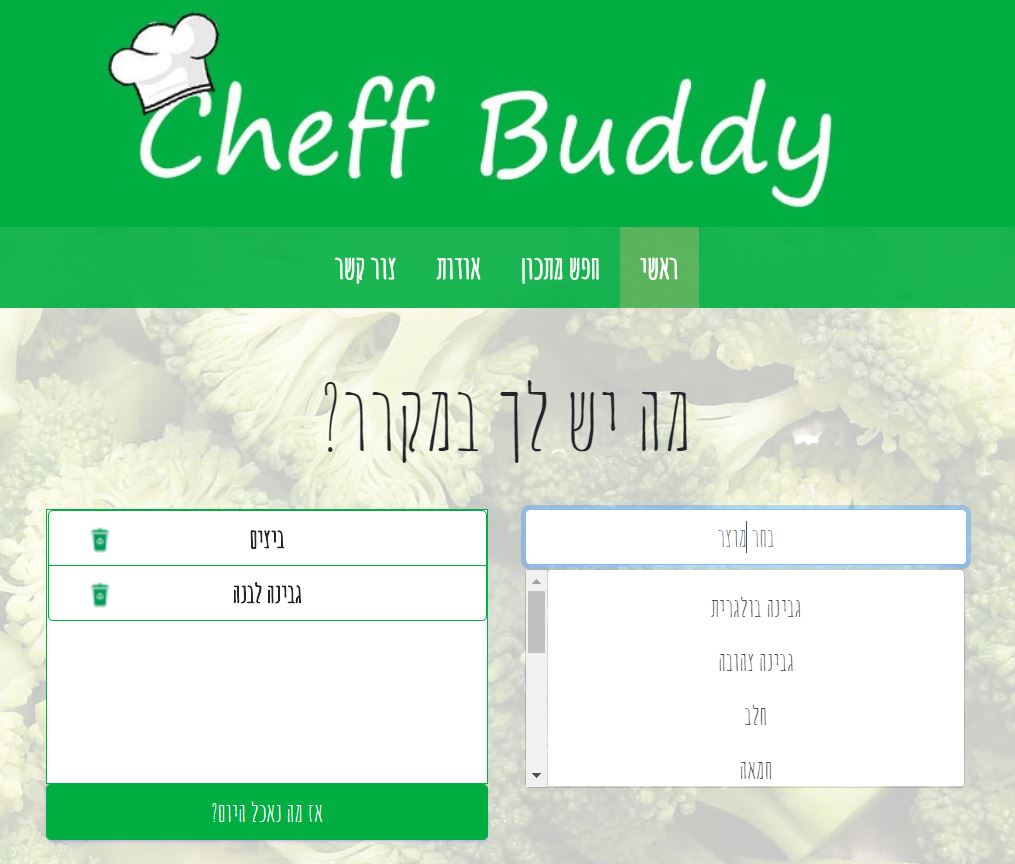 Cheff Buddy
ראשי
חפש מתכון
אודות
צור קשר
מה יש לך במקרר?
בחר מוצר
גבינה בולגרית
גבינה צהובה
חלב
חמאה
ביצים
גבינה לבנה
אז מה נאכל היום?